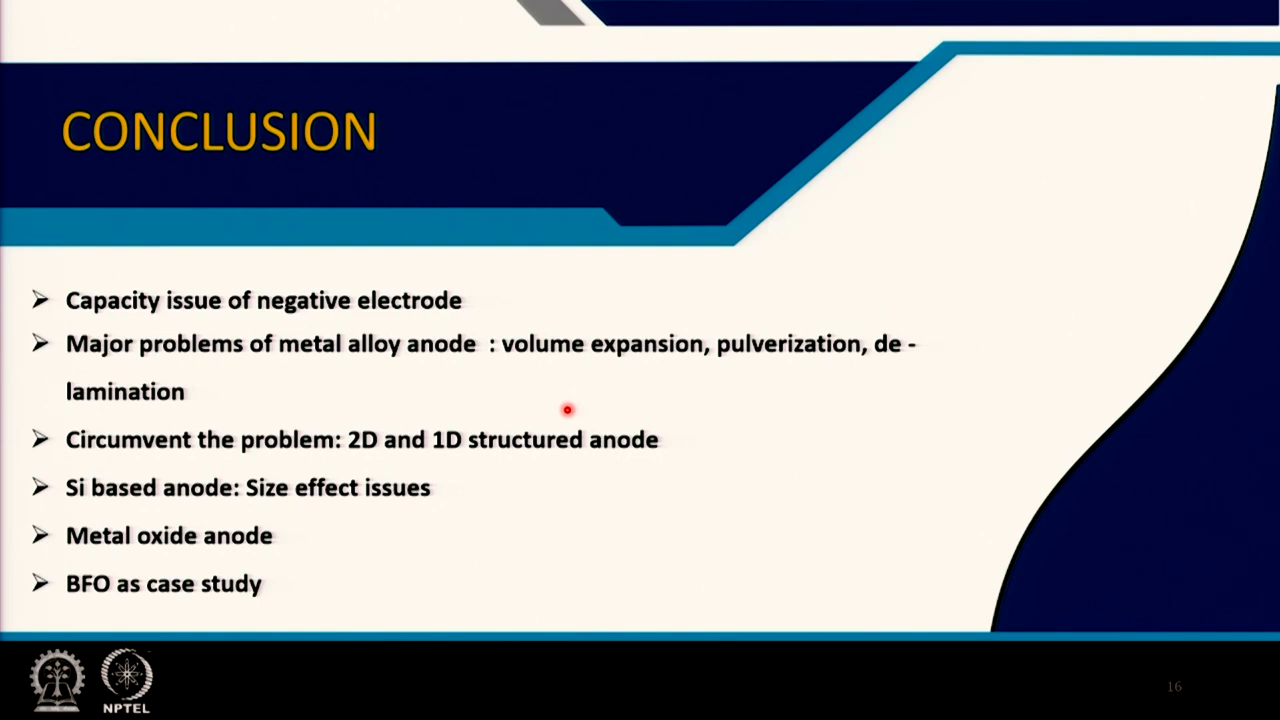 CONCLUSION
➢ Capacity issue of negative electrode
➢ Major problems of metal alloy anode : volume expansion, pulverization, de -
lamination
➢ Circumvent the problem: 2D and 1D structured anode
➢ Si based anode: Size effect issues
➢ Metal oxide anode
➢ BFO as case study
NPTEL
16